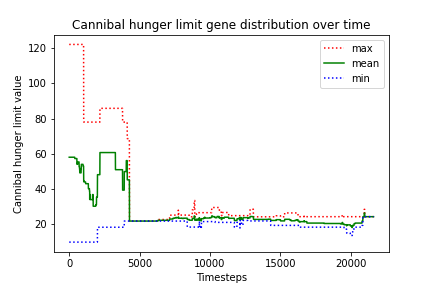 Cannibal hunger limit gene distribution over time
max
mean
min
Cannibal hunger limit value
120
100
80
60
40
20
0
5000
10000
15000
20000
Timesteps